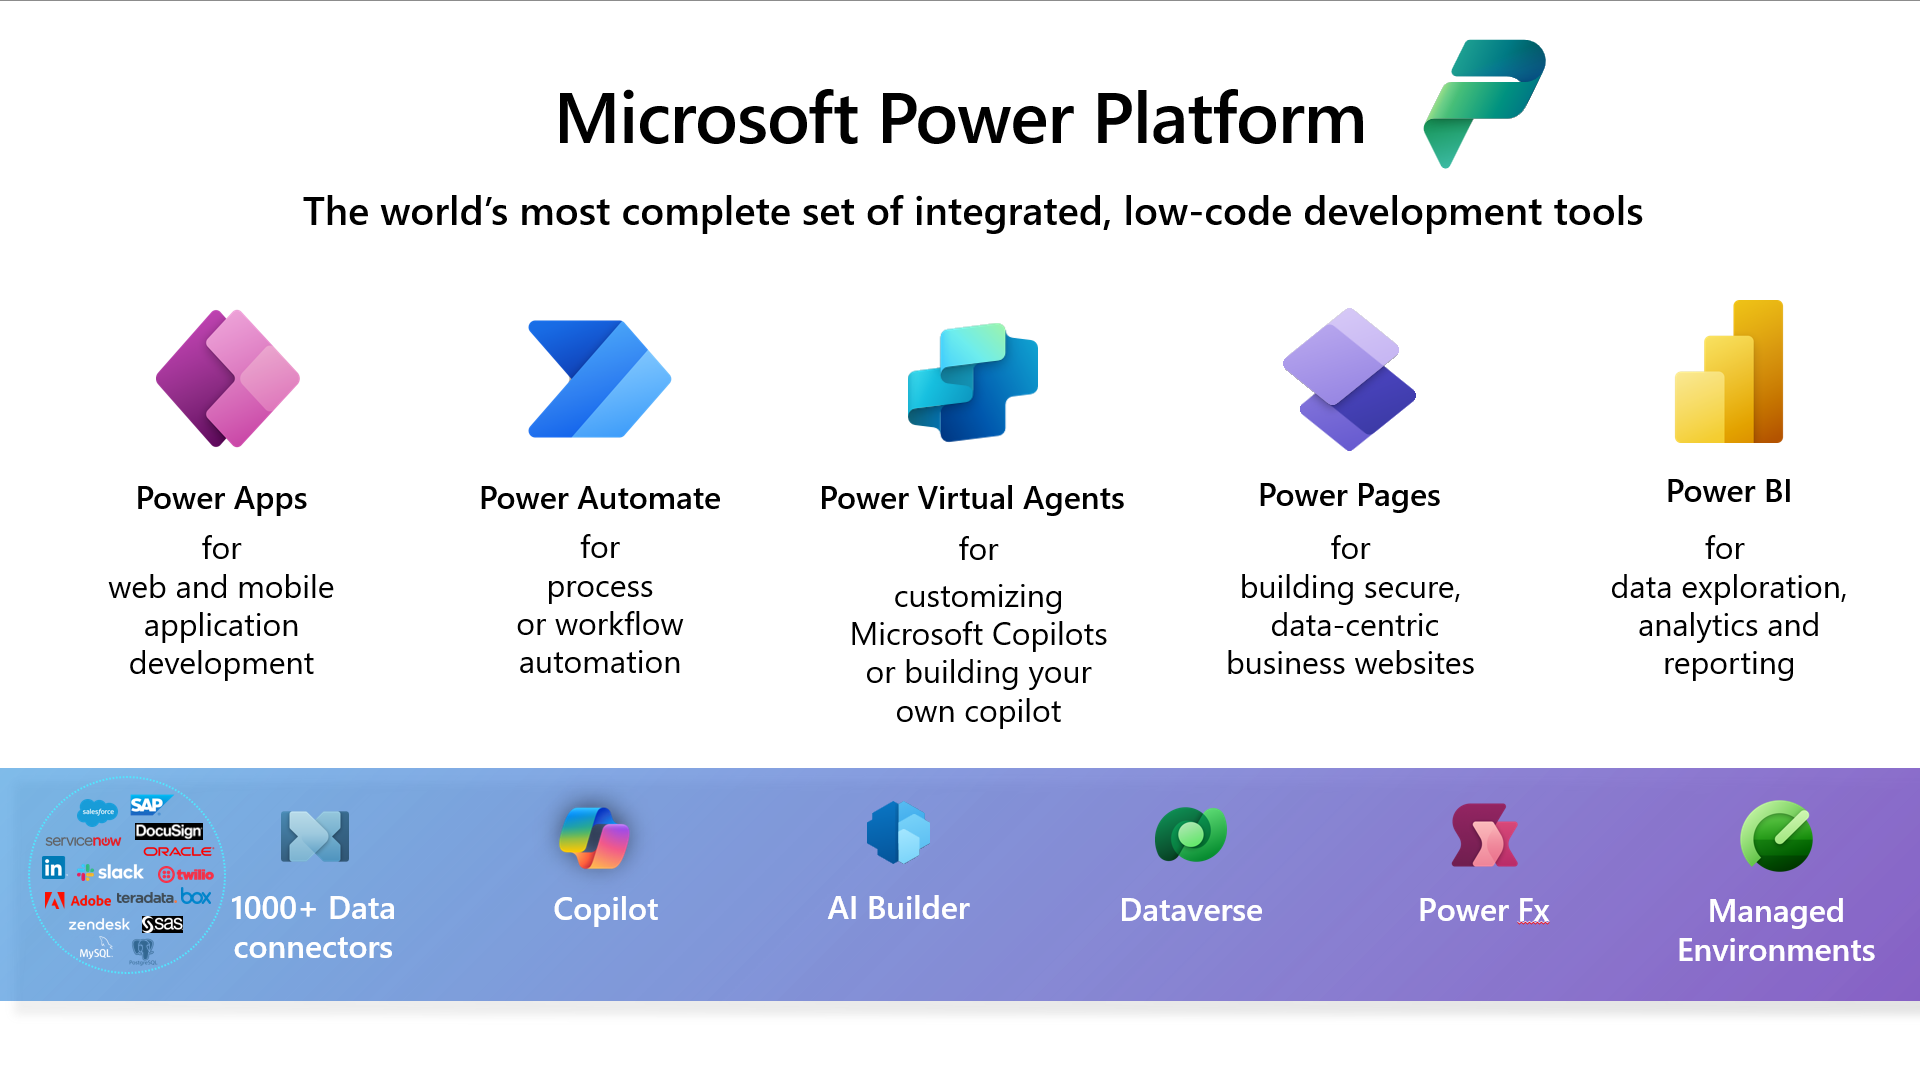 Microsoft Power Platform
The world’s most complete set of integrated, low-code development tools
Power Apps
for
web and mobile
application
development
Power Automate
for
process
or workflow
automation
Power Virtual Agents
for
customizing
Microsoft Copilots
or building your
own copilot
Power Pages
for
building secure,
data-centric
business websites
Power BI
for
data exploration,
analytics and
reporting
salesforce
SAP
servicenow
DocuSign
ORACLE
in
slack
twilio
Adobe
teradata.
box
zendesk
sas
MySQL
PostgreSQL
1000+ Data
connectors
Copilot
AI Builder
Dataverse
Power Fx
Managed
Environments